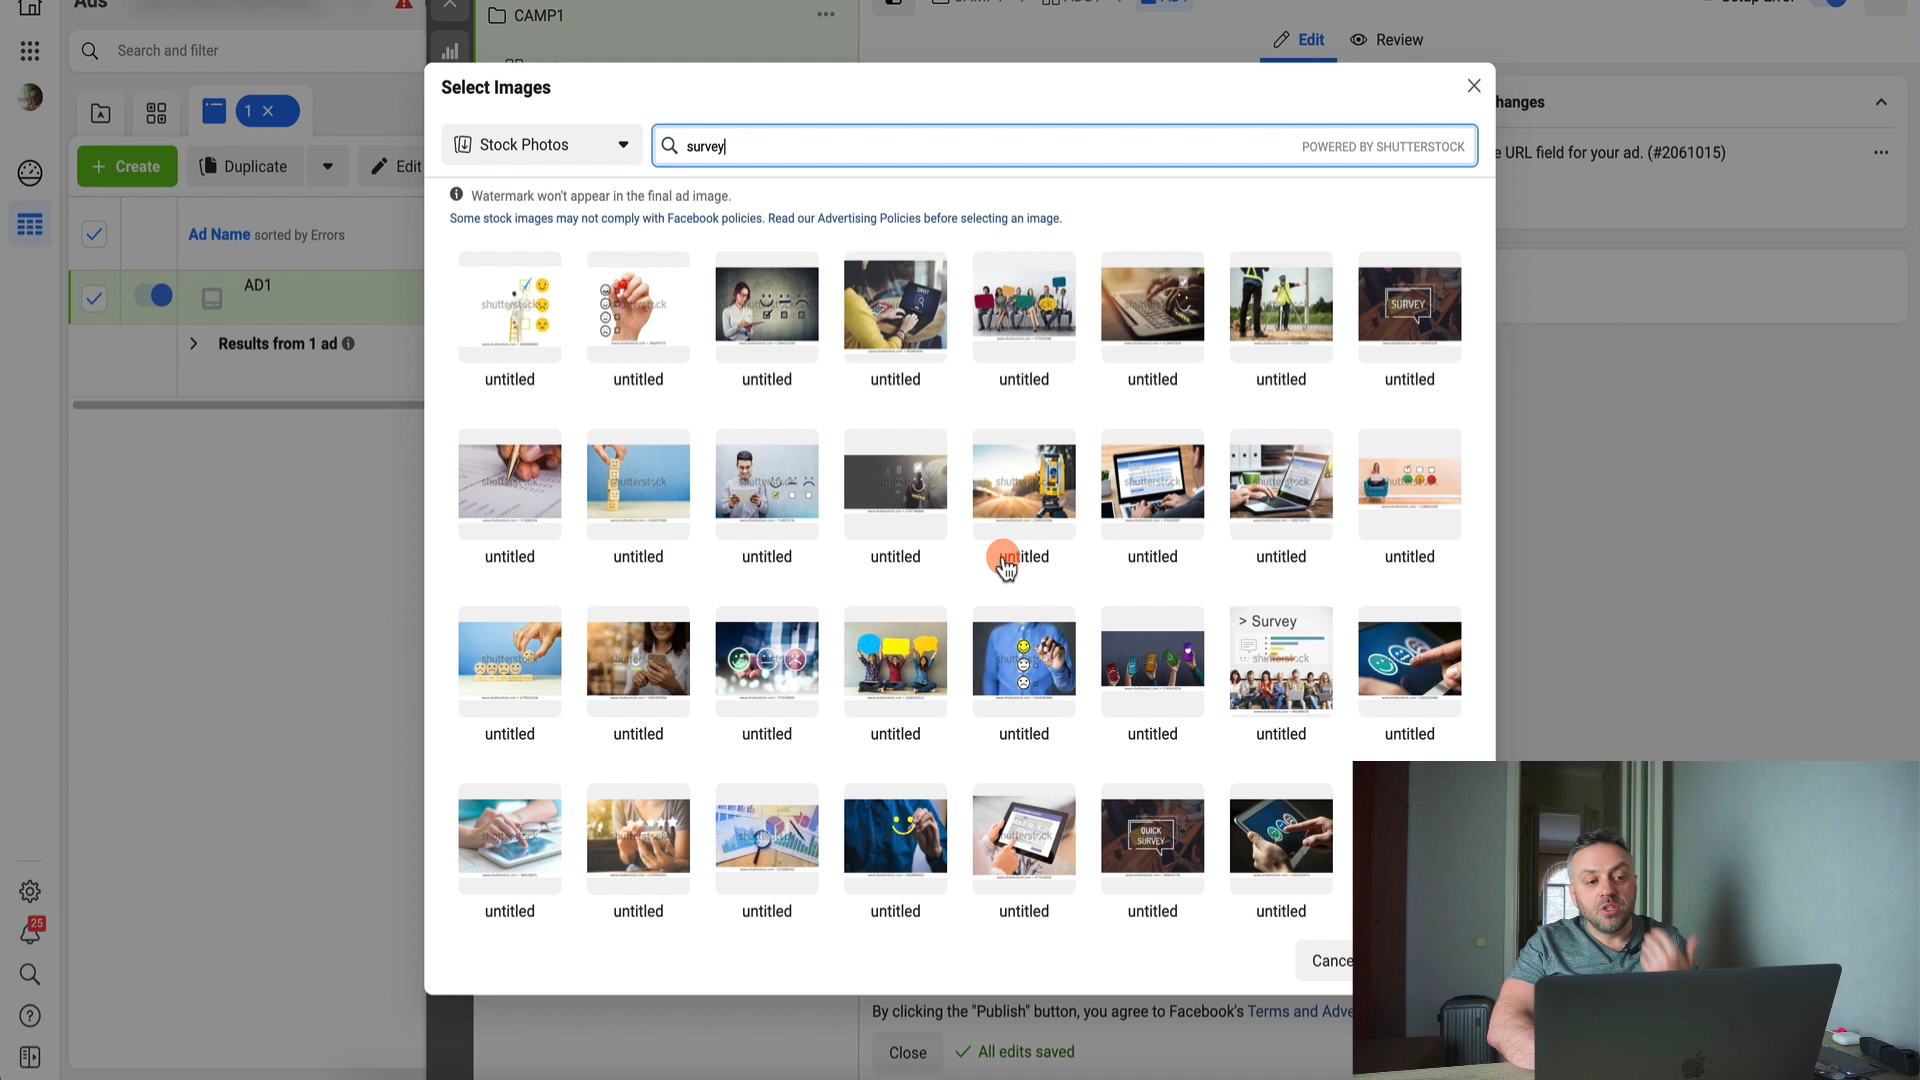 Ads
CAMP1
Search and filter
Edit
Review
Select Images
hanges
1
Stock Photos
survey
POWERED BY SHUTTERSTOCK
e URL field for your ad. (#2061015)
+ Create
Duplicate
Edit
Watermark won't appear in the final ad image.
Some stock images may not comply with Facebook policies. Read our Advertising Policies before selecting an image.
Ad Name sorted by Errors
AD1
Results from 1 ad
shutterstock
SURVEY
untitled untitled untitled untitled untitled untitled untitled untitled
untitled untitled untitled untitled untitled untitled untitled untitled
> Survey
untitled untitled untitled untitled untitled untitled untitled untitled
QUICK
SURVEY
untitled untitled untitled untitled untitled untitled untitled
25
Cance
By clicking the "Publish" button, you agree to Facebook's Terms and Adve
Close
All edits saved